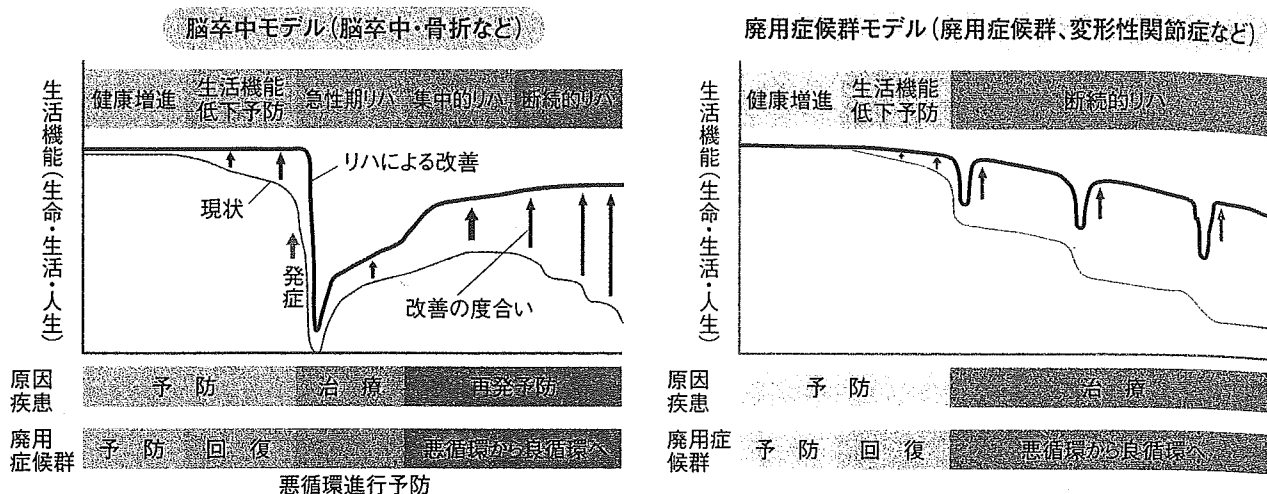 脳卒中モデル(脳卒中・骨折など)
生活機能(生命・生活・人生)
健康増進
生活機能
低下予防
急性期リハ
集中的リハ
断続的リハ
リハによる改善
現状
発症
改善の度合い
原因
疾患
予 防
治 療
再発予防
廃用
症候群
予 防
回 復
悪循環から良循環へ
悪循環進行予防
廃用症候群モデル(廃用症候群、変形性関節症など)
生活機能(生命・生活・人生)
健康増進
生活機能
低下予防
断続的リハ
原因
疾患
予 防
治 療
廃用症
候群
予 防
回 復
悪循環から良循環へ